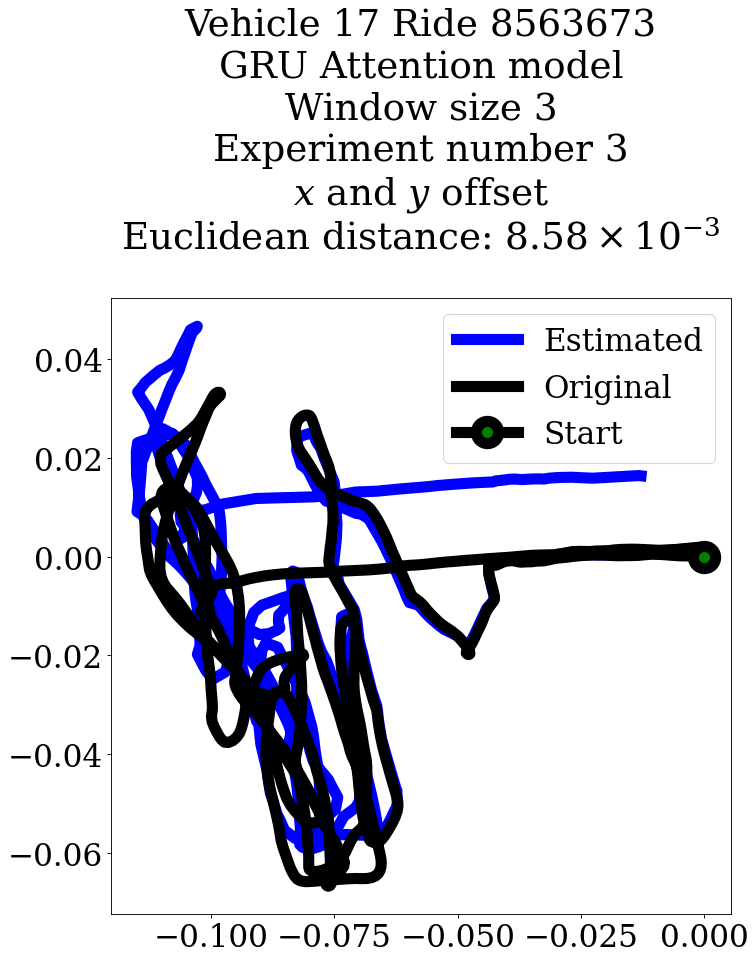 Vehicle 17 Ride 8563673
GRU Attention model
Window size 3
Experiment number 3
x and y offset
Euclidean distance: 8.58 × 10⁻³
Estimated
Original
Start
0.04
0.02
0.00
−0.02
−0.04
−0.06
−0.100 −0.075 −0.050 −0.025 0.000